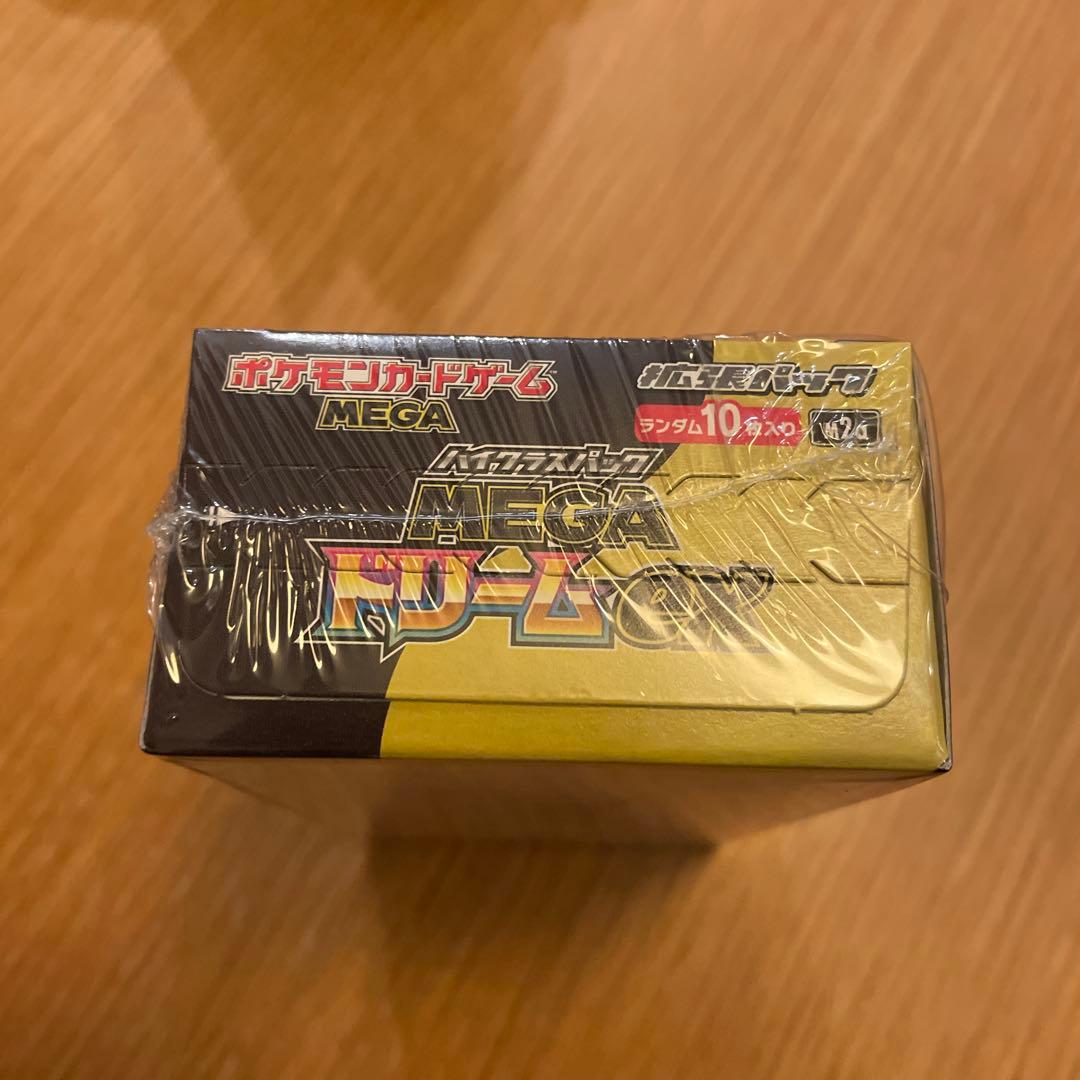 ポケモンカードゲーム™
MEGA
拡張パック
ランダム10枚入り
M2a
ハイクラスパック
MEGA
ドリームex